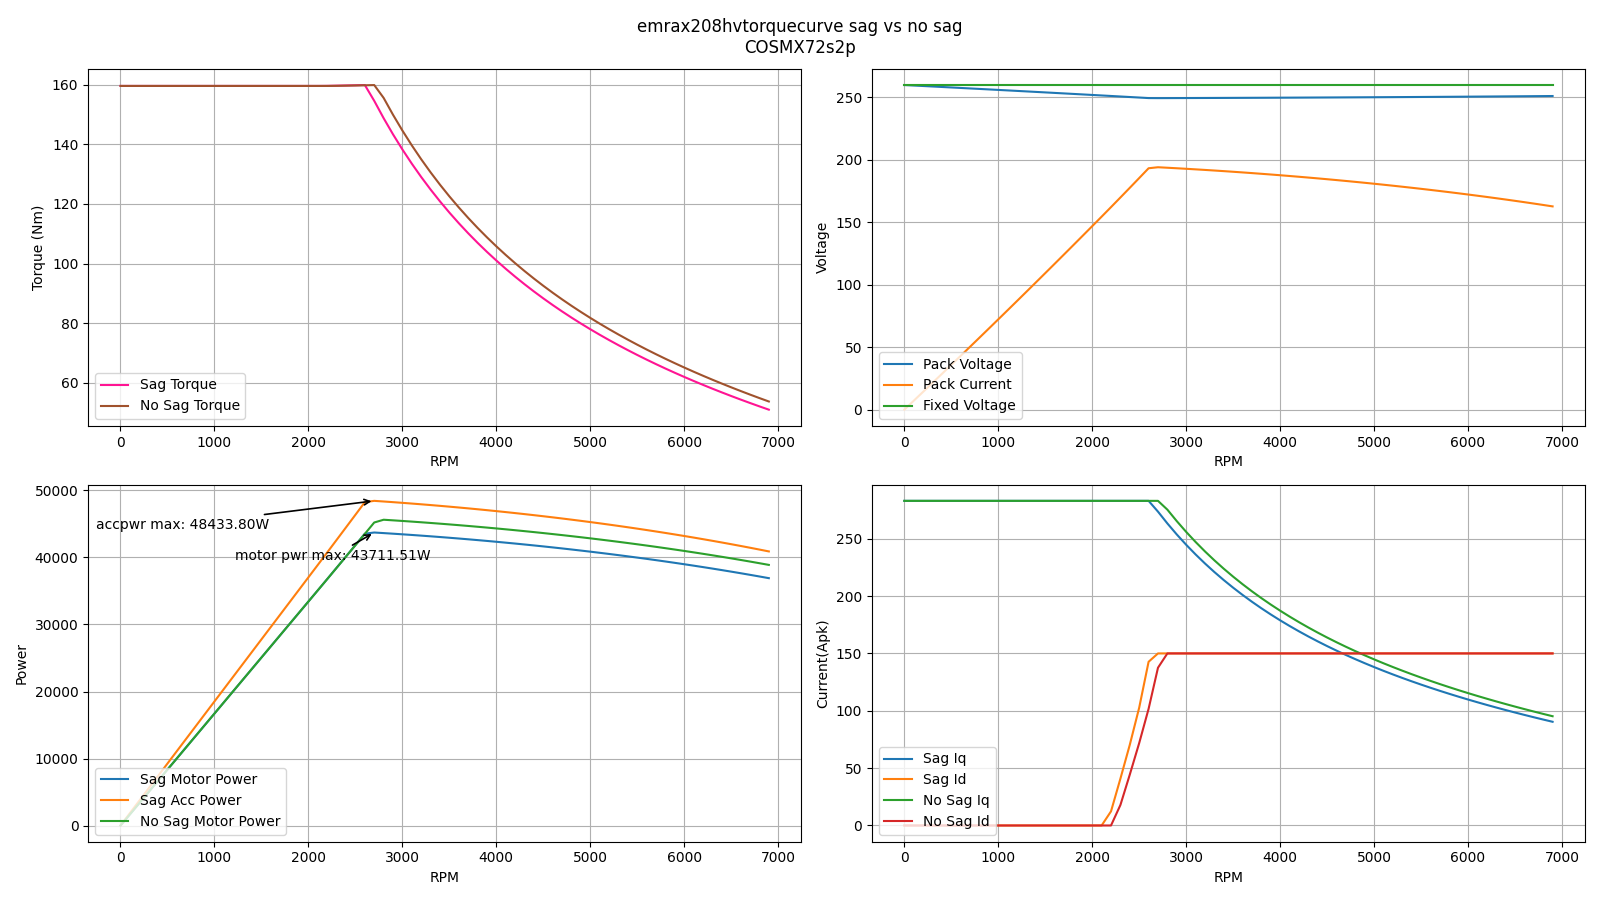 emrax208hvtorquecurve sag vs no sag
COSMX72s2p
160
140
120
100
80
60
Torque (Nm)
Sag Torque
No Sag Torque
0 1000 2000 3000 4000 5000 6000 7000
RPM
250
200
150
100
50
0
Voltage
Pack Voltage
Pack Current
Fixed Voltage
0 1000 2000 3000 4000 5000 6000 7000
RPM
50000
40000
30000
20000
10000
0
Power
accpwr max: 48433.80W
motor pwr max: 43711.51W
Sag Motor Power
Sag Acc Power
No Sag Motor Power
0 1000 2000 3000 4000 5000 6000 7000
RPM
250
200
150
100
50
0
Current(Apk)
Sag Iq
Sag Id
No Sag Iq
No Sag Id
0 1000 2000 3000 4000 5000 6000 7000
RPM